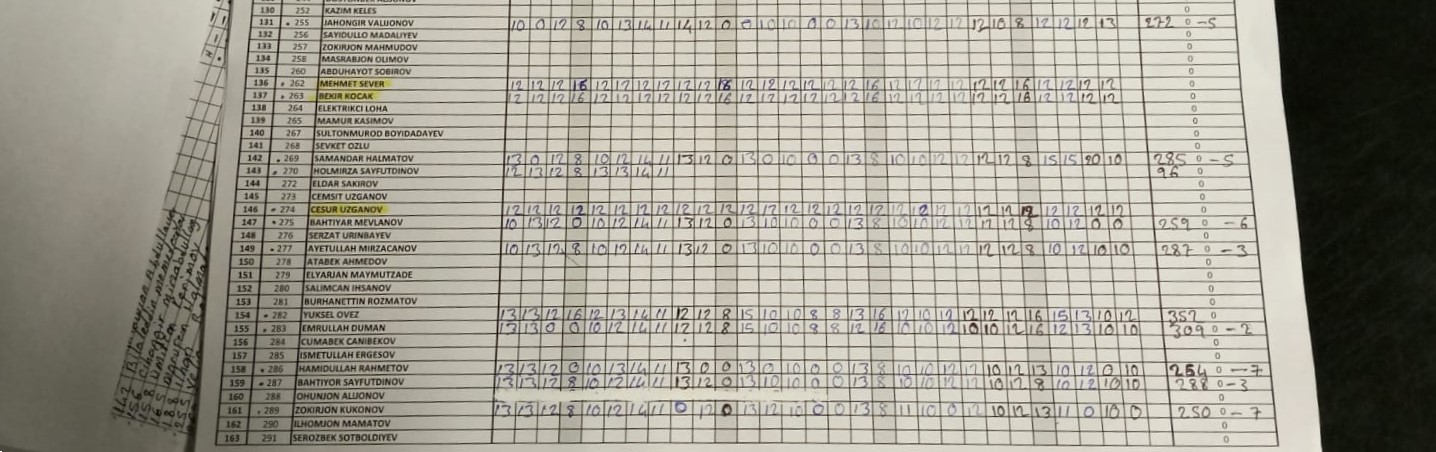 130 252 KAZIM KELES 0
131 • 255 JAHONGIR VALIJONOV 10 0 12 8 10 13 14 11 14 12 0 0 10 10 0 0 13 10 12 10 12 12 12 10 8 12 12 12 13 272 0 -5
132 256 SAYIDULLO MADALIYEV 0
133 257 ZOKIRJON MAHMUDOV 0
134 258 MASRABJON OLIMOV 0
135 260 ABDUHAYOT SOBIROV 0
136 • 262 MEHMET SEVER 12 12 12 16 12 12 12 12 12 12 12 18 12 12 12 12 12 12 16 12 12 12 12 12 12 16 12 12 12 12 0
137 • 263 BEKIR KOCAK 12 12 12 16 12 12 12 12 12 12 12 16 12 12 12 12 12 12 16 12 12 12 12 12 12 16 12 12 12 12 0
138 264 ELEKTRIKCI LOHA 0
139 265 MAMUR KASIMOV 0
140 267 SULTONMUROD BOYIDADAYEV 0
141 268 SEVKET OZLU 0
142 • 269 SAMANDAR HALMATOV 13 0 12 8 10 12 14 11 13 12 0 13 0 10 0 0 13 8 10 10 12 12 12 12 8 15 15 20 10 285 0 -5
143 • 270 HOLMIRZA SAYFUTDINOV 12 13 12 8 13 13 14 11 96 0
144 272 ELDAR SAKIROV 0
145 273 CEMSIT UZGANOV 0
146 • 274 CESUR UZGANOV 12 12 12 12 12 12 12 12 12 12 12 12 12 12 12 12 12 12 12 12 12 12 12 12 12 12 12 12 12 12 0
147 • 275 BAHTIYAR MEVLANOV 10 13 12 0 10 12 14 11 13 12 0 13 10 10 0 0 13 8 10 10 12 12 12 12 8 10 12 0 0 259 0 -6
148 276 SERZAT URINBAYEV 0
149 • 277 AYETULLAH MIRZACANOV 10 13 12 8 10 12 14 11 13 12 0 13 10 10 0 0 13 8 10 10 12 12 12 12 8 10 12 10 10 287 0 -3
150 278 ATABEK AHMEDOV 0
151 279 ELYARJAN MAYMUTZADE 0
152 280 SALIMCAN IHSANOV 0
153 281 BURHANETTIN ROZMATOV 0
154 • 282 YUKSEL OVEZ 13 13 12 16 12 13 14 11 12 12 8 15 10 10 8 8 13 16 12 10 12 12 12 12 16 15 13 10 12 357 0
155 • 283 EMRULLAH DUMAN 13 13 0 0 10 12 14 11 12 12 8 15 10 10 8 8 12 16 10 10 12 10 10 12 16 12 13 10 10 309 0 -2
156 284 CUMABEK CANIBEKOV 0
157 285 ISMETULLAH ERGESOV 0
158 • 286 HAMIDULLAH RAHMETOV 13 13 12 0 10 13 14 11 13 0 0 13 0 10 0 0 13 8 10 10 12 12 10 12 13 10 12 0 10 254 0 -7
159 • 287 BAHTIYOR SAYFUTDINOV 13 13 12 8 10 12 14 11 13 12 0 13 10 10 0 0 13 8 10 10 12 12 10 12 8 10 12 10 10 288 0 -3
160 288 OHUNJON ALIJONOV 0
161 • 289 ZOKIRJON KUKONOV 13 13 12 8 10 12 14 11 0 12 0 13 12 10 0 0 13 8 11 10 0 12 10 12 13 11 0 10 0 250 0 -7
162 290 ILHOMJON MAMATOV 0
163 291 SEROZBEK SOTBOLDIYEV 0